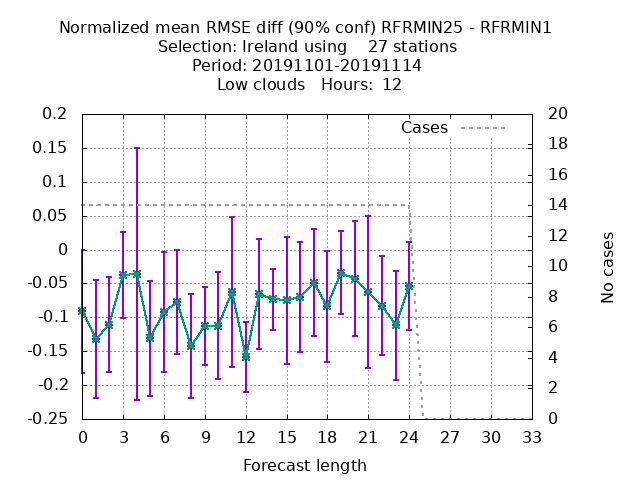 Normalized mean RMSE diff (90% conf) RFRMIN25 - RFRMIN1
Selection: Ireland using    27 stations
Period: 20191101-20191114
Low clouds   Hours:  12
Cases
0.2
0.15
0.1
0.05
0
-0.05
-0.1
-0.15
-0.2
-0.25
20
18
16
14
12
10
8
6
4
2
0
No cases
0 3 6 9 12 15 18 21 24 27 30 33
Forecast length